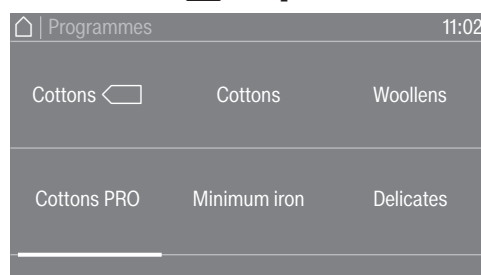 Programmes 11:02
Cottons Cottons Woollens
Cottons PRO Minimum iron Delicates